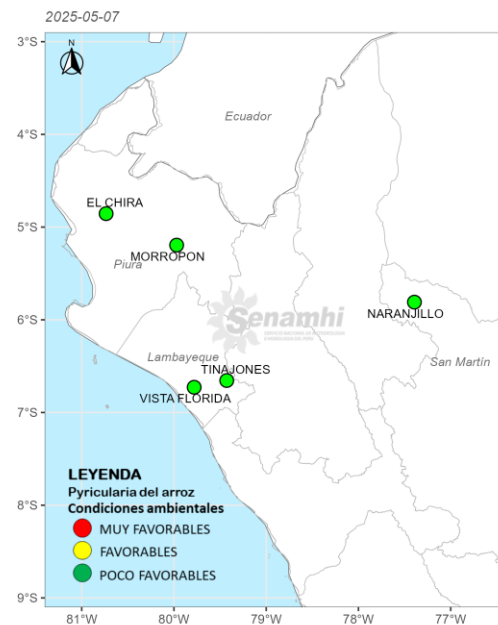 2025-05-07
3°S
N
Ecuador
4°S
EL CHIRA
5°S
MORROPON
Piura
NARANJILLO
6°S
Senamhi
Lambayeque
San Martín
TINAJONES
VISTA FLORIDA
7°S
LEYENDA
Pyricularia del arroz
Condiciones ambientales
8°S
MUY FAVORABLES
FAVORABLES
POCO FAVORABLES
9°S
81°W
80°W
79°W
78°W
77°W